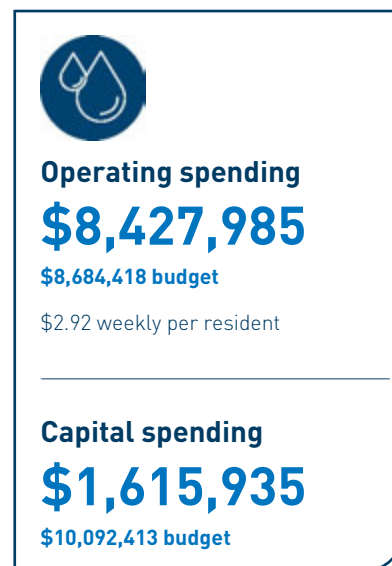 Operating spending
$8,427,985
$8,684,418 budget
$2.92 weekly per resident
Capital spending
$1,615,935
$10,092,413 budget